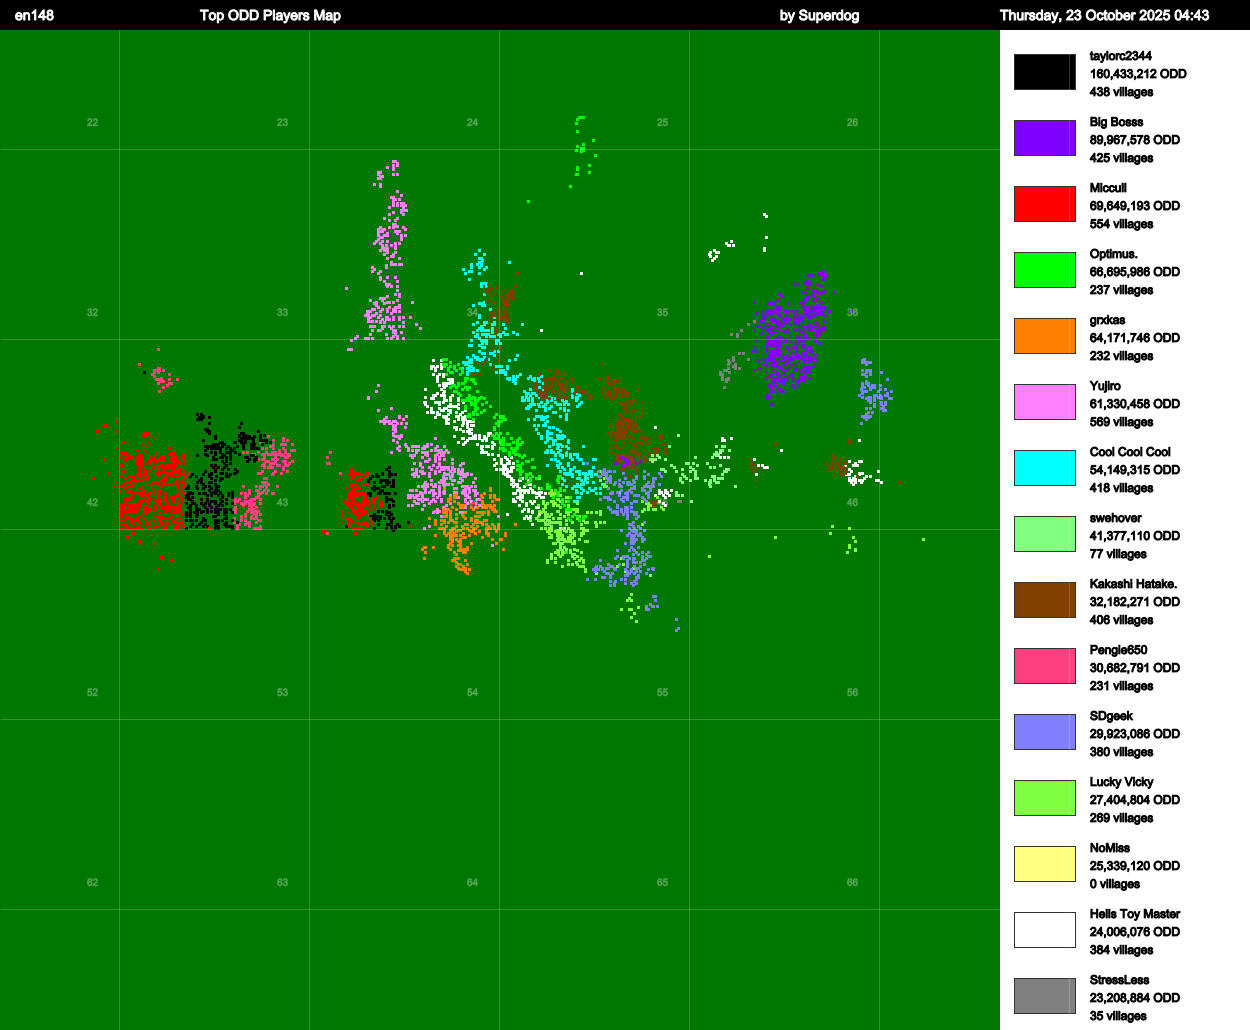 en148 Top ODD Players Map by Superdog Thursday, 23 October 2025 04:43
taylorc2344
160,433,212 ODD
438 villages
22 23 24 25 26
Big Bosss
89,967,578 ODD
425 villages
Miccull
69,649,193 ODD
554 villages
Optimus.
66,695,986 ODD
237 villages
32 33 34 35 36
grxkas
64,171,746 ODD
232 villages
Yujiro
61,330,458 ODD
569 villages
Cool Cool Cool
54,149,315 ODD
418 villages
42 43 46
swehover
41,377,110 ODD
77 villages
Kakashi Hatake.
32,182,271 ODD
406 villages
Pengie650
30,682,791 ODD
231 villages
52 53 54 55 56
SDgeek
29,923,086 ODD
380 villages
Lucky Vicky
27,404,804 ODD
269 villages
NoMiss
25,339,120 ODD
0 villages
62 63 64 65 66
Hells Toy Master
24,006,076 ODD
384 villages
StressLess
23,208,884 ODD
35 villages